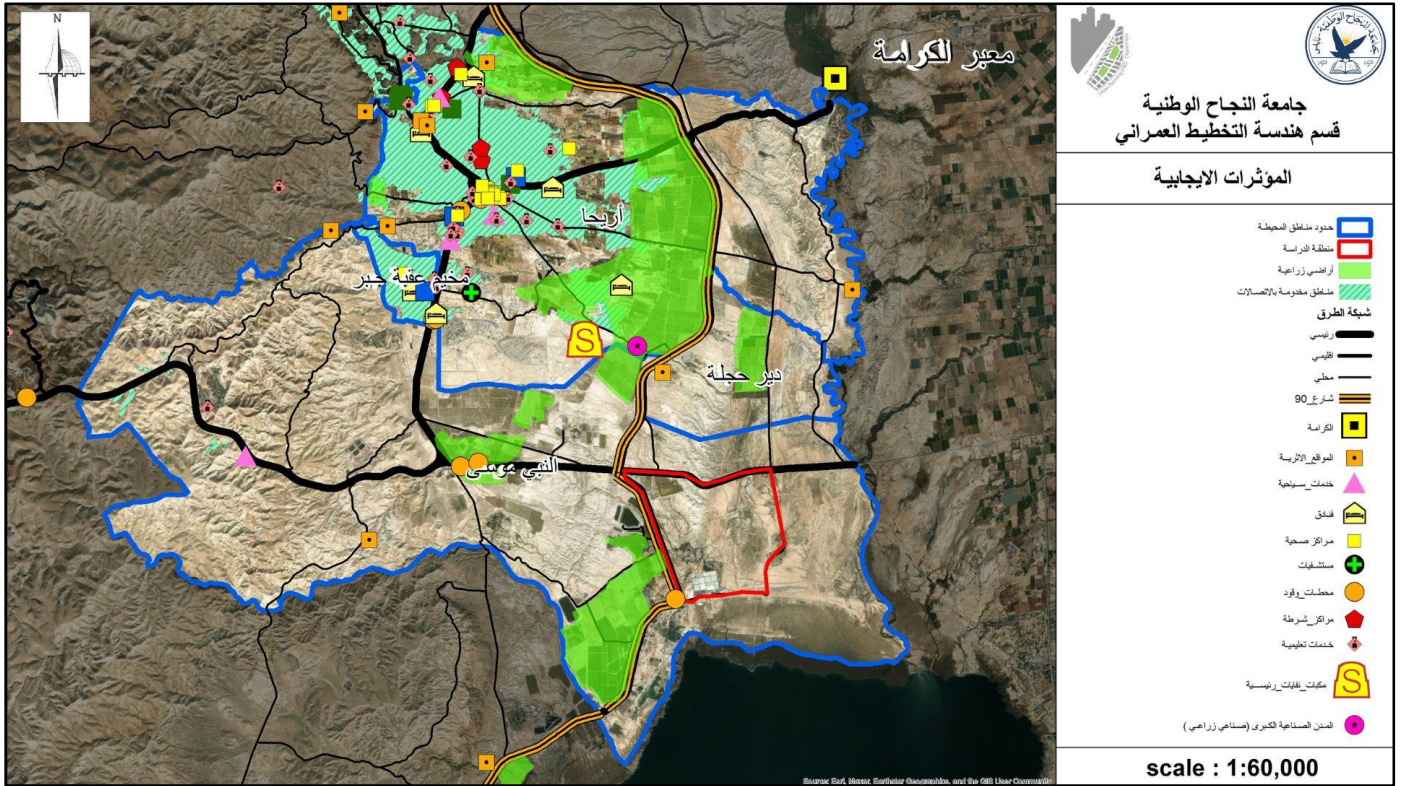 N
معبر الكرامة
أريحا
مخيم عقبة جبر
دير حجلة
النبي موسى
Source: Esri, Maxar, Earthstar Geographics, and the GIS User Community
جامعة النجاح الوطنية
قسم هندسة التخطيط العمراني
المؤثرات الايجابية
حدود مناطق المحيطة
منطقة الدراسة
أراضي زراعية
مناطق مخدومة بالاتصالات
شبكة الطرق
رئيسي
اقليمي
محلي
شارع_90
الكرامة
المواقع_الاثرية
خدمات_سياحية
فنادق
مراكز صحية
مستشفيات
محطات_وقود
مراكز_شرطة
خدمات تعليمية
مكبات_نفايات_رئيسية
S
المدن الصناعية الكبرى (صناعي زراعي )
scale : 1:60,000